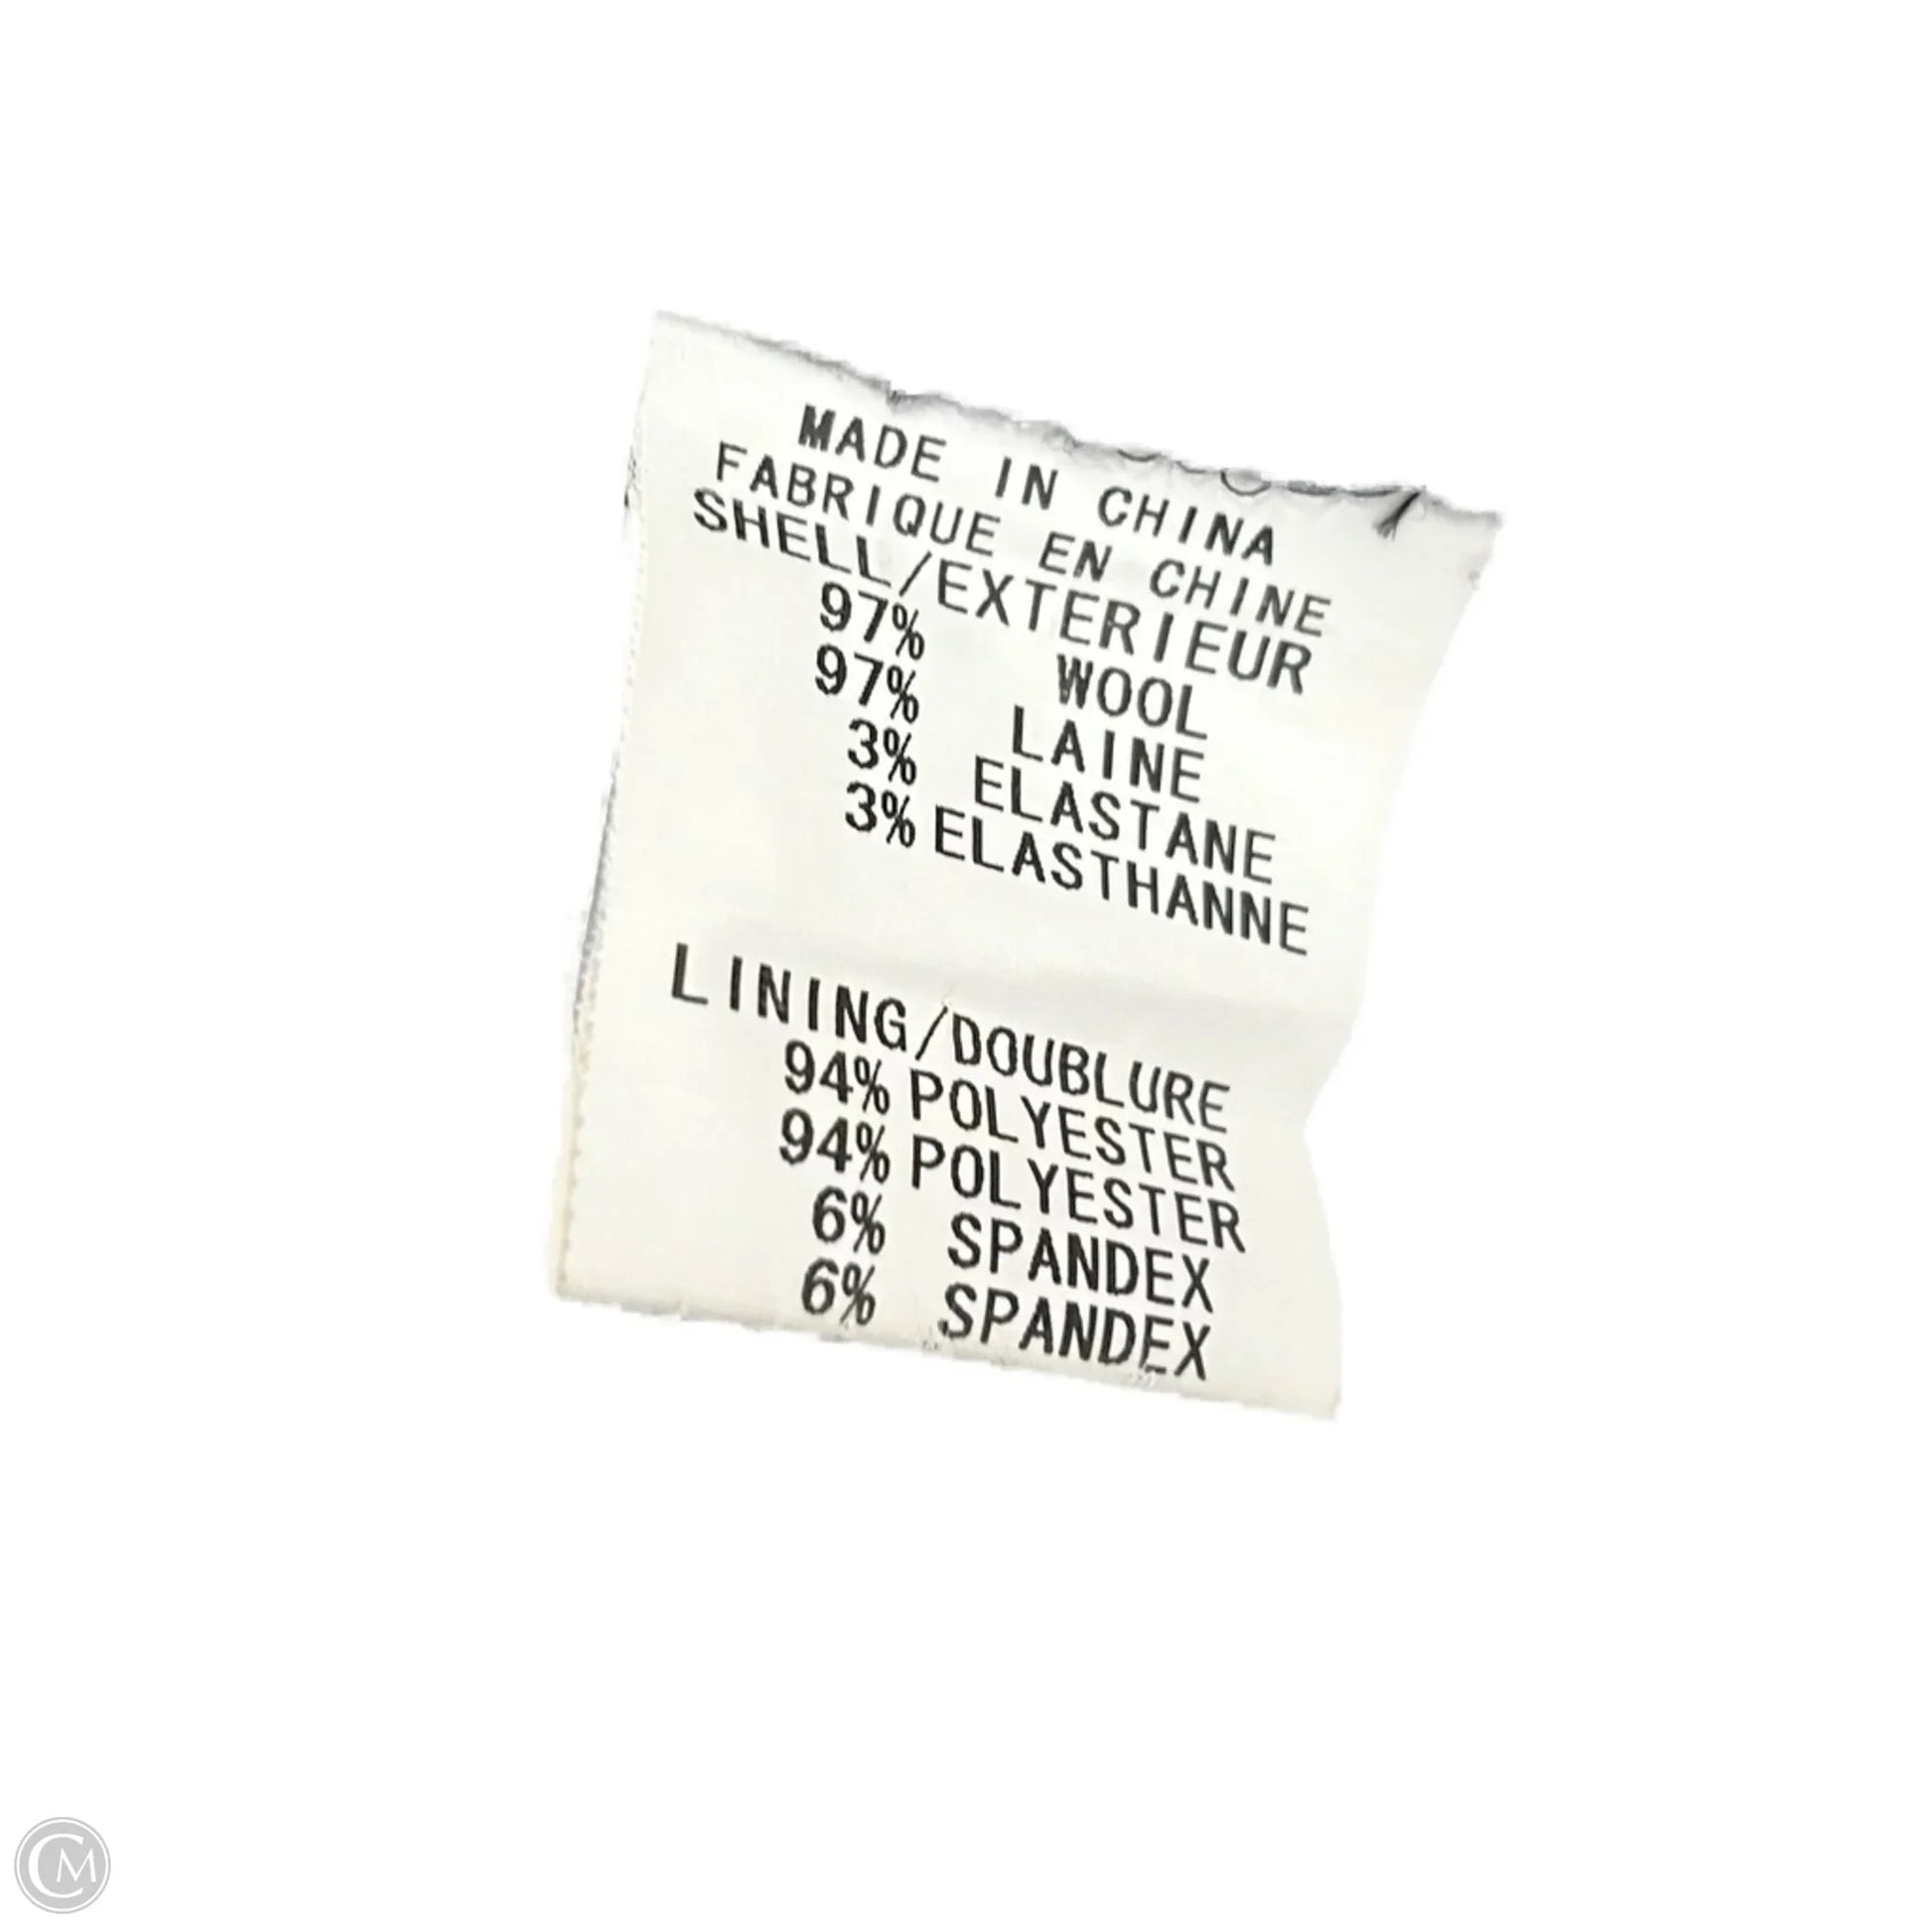 MADE IN CHINA
FABRIQUE EN CHINE
SHELL/EXTERIEUR
97% WOOL
97% LAINE
3% ELASTANE
3% ELASTHANNE
LINING/DOUBLURE
94% POLYESTER
94% POLYESTER
6% SPANDEX
6% SPANDEX
CM